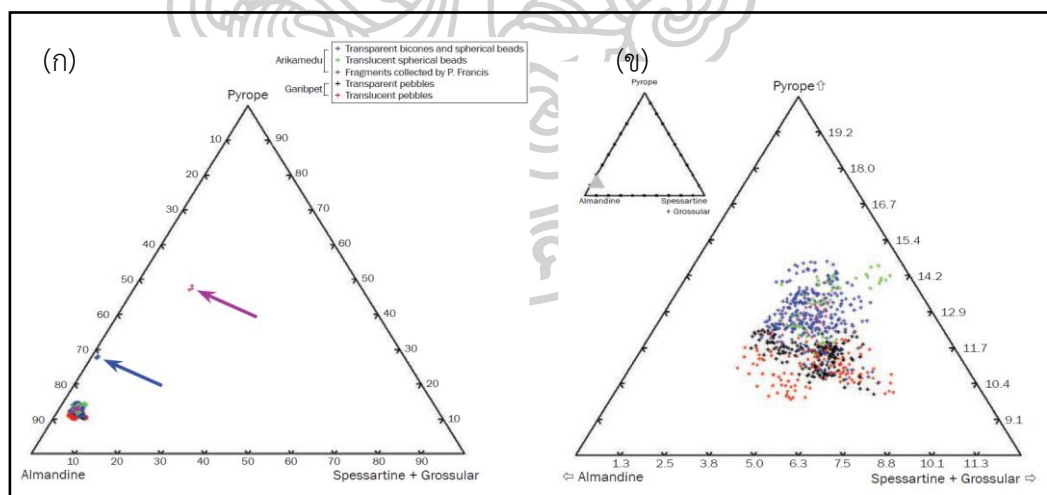 (ก)
Arikamedu
Transparent bicones and spherical beads
Translucent spherical beads
Fragments collected by P. Francis
Garibpet
Transparent pebbles
Translucent pebbles
Pyrope
10 90
20 80
30 70
40 60
50 50
60 40
70 30
80 20
90 10
10 20 30 40 50 60 70 80 90
Almandine Spessartine + Grossular
(ข)
Pyrope
Almandine Spessartine
+ Grossular
Pyrope⇧
19.2
18.0
16.7
15.4
14.2
12.9
11.7
10.4
9.1
1.3 2.5 3.8 5.0 6.3 7.5 8.8 10.1 11.3
⇦ Almandine Spessartine + Grossular ⇨